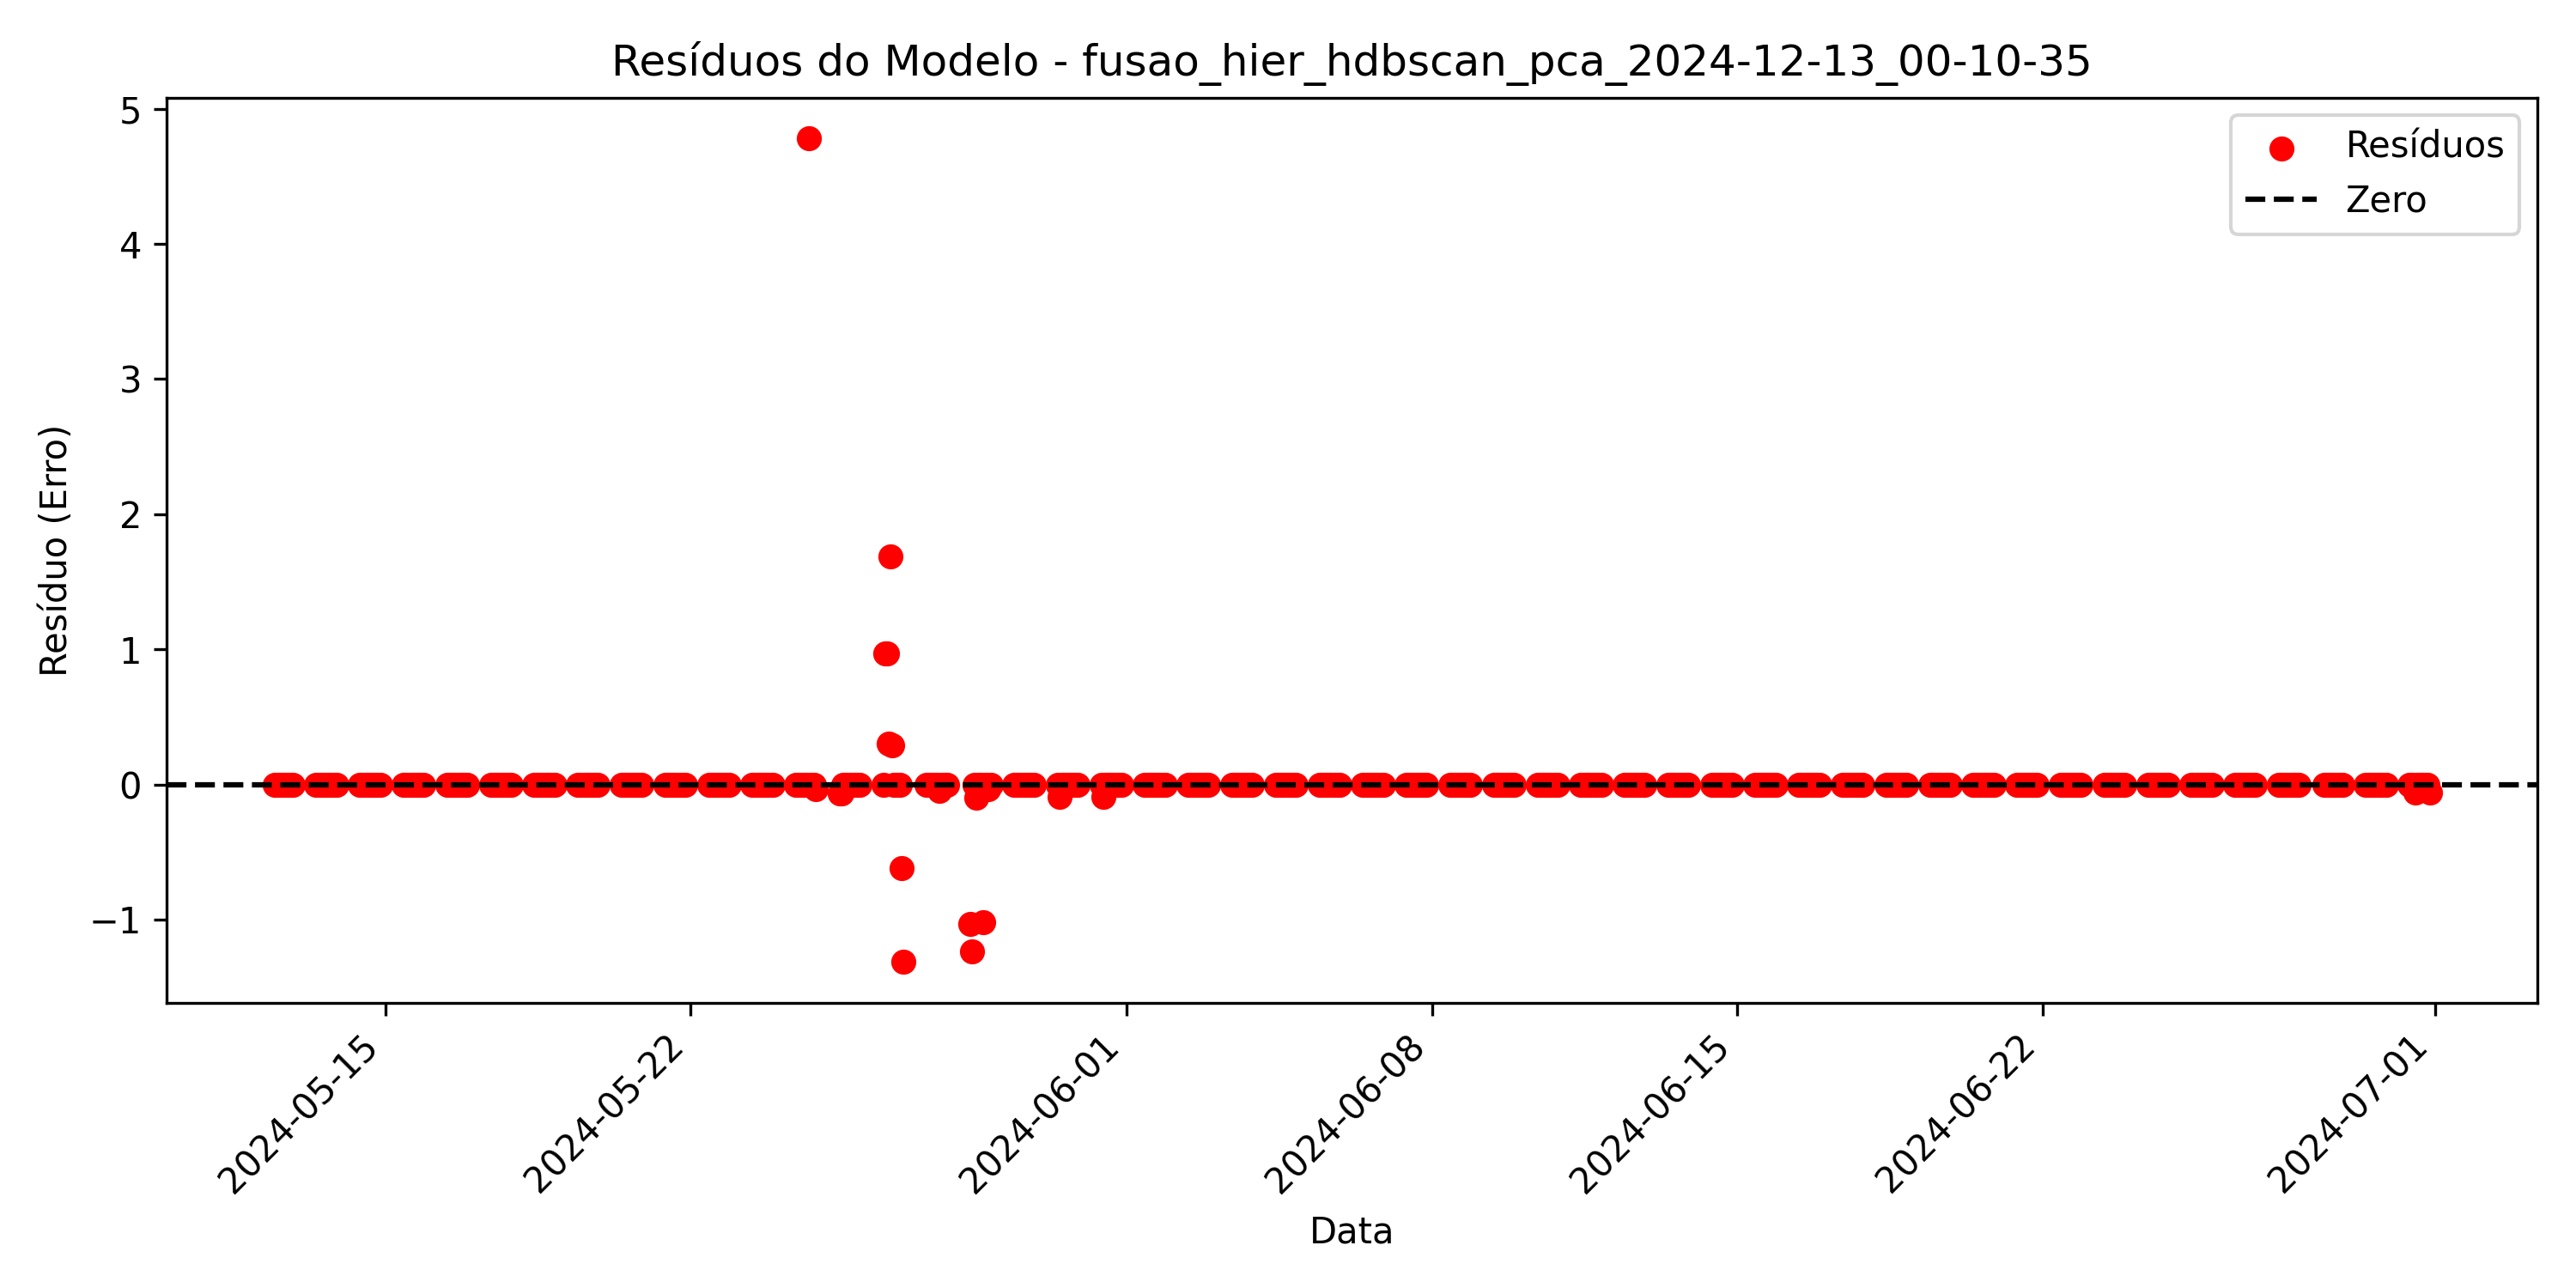 Resíduos do Modelo - fusao_hier_hdbscan_pca_2024-12-13_00-10-35
Resíduos
Zero
Resíduo (Erro)
5
4
3
2
1
0
−1
2024-05-15
2024-05-22
2024-06-01
2024-06-08
2024-06-15
2024-06-22
2024-07-01
Data